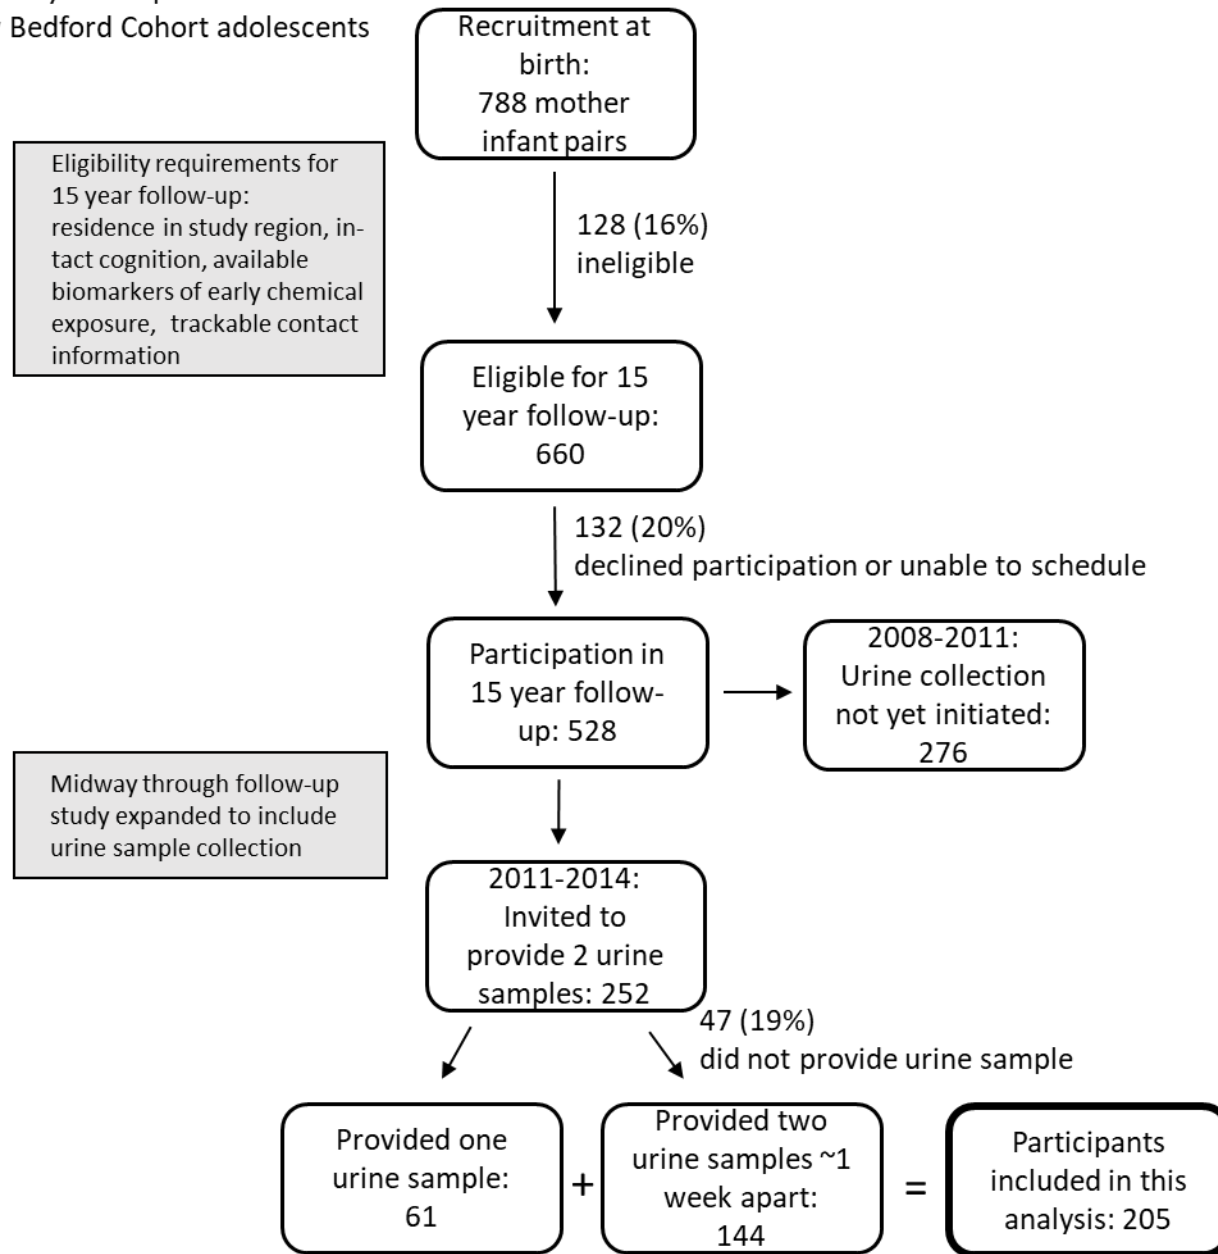 Bedford Cohort adolescents
Recruitment at
birth:
788 mother
infant pairs
Eligibility requirements for
15 year follow-up:
residence in study region, in-
tact cognition, available
biomarkers of early chemical
exposure, trackable contact
information
128 (16%)
ineligible
Eligible for 15
year follow-up:
660
132 (20%)
declined participation or unable to schedule
Participation in
15 year follow-
up: 528
2008-2011:
Urine collection
not yet initiated:
276
Midway through follow-up
study expanded to include
urine sample collection
2011-2014:
Invited to
provide 2 urine
samples: 252
47 (19%)
did not provide urine sample
Provided one
urine sample:
61
+
Provided two
urine samples ~1
week apart:
144
=
Participants
included in this
analysis: 205